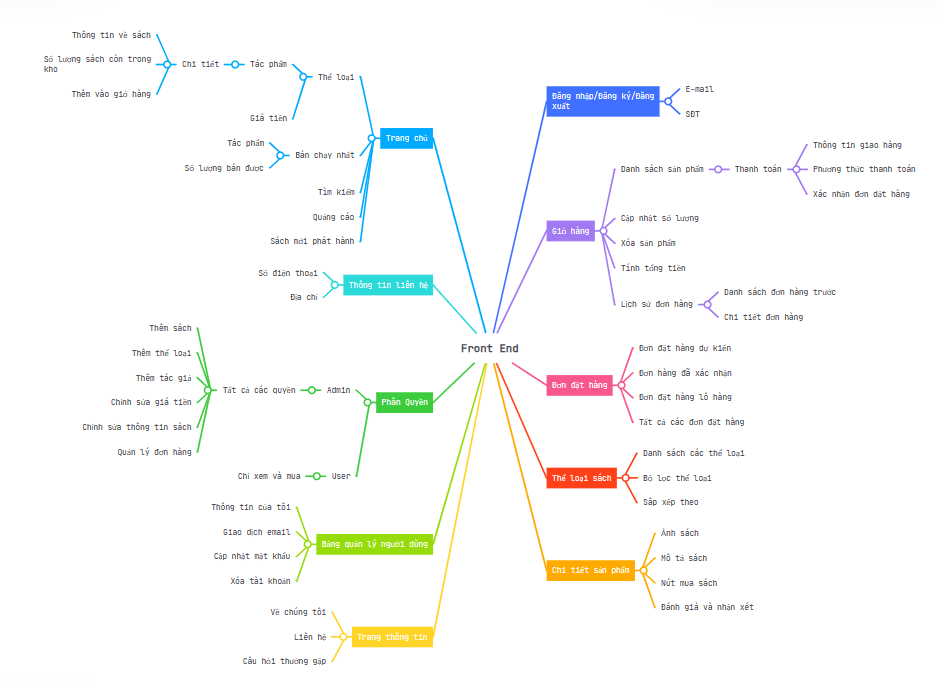 Front End
Trang chủ
Thể loại
Tác phẩm
Chi tiết
Thông tin về sách
Số lượng sách còn trong
kho
Thêm vào giỏ hàng
Giá tiền
Bán chạy nhất
Tác phẩm
Số lượng bán được
Tìm kiếm
Quảng cáo
Sách mới phát hành
Thông tin liên hệ
Số điện thoại
Địa chỉ
Phân Quyền
Admin
Tất cả các quyền
Thêm sách
Thêm thể loại
Thêm tác giả
Chỉnh sửa giá tiền
Chỉnh sửa thông tin sách
Quản lý đơn hàng
User
Chỉ xem và mua
Bảng quản lý người dùng
Thông tin của tôi
Giao dịch email
Cập nhật mật khẩu
Xóa tài khoản
Trang thông tin
Về chúng tôi
Liên hệ
Câu hỏi thường gặp
Đăng nhập/Đăng ký/Đăng
xuất
E-mail
SĐT
Giỏ hàng
Danh sách sản phẩm
Thanh toán
Thông tin giao hàng
Phương thức thanh toán
Xác nhận đơn đặt hàng
Cập nhật số lượng
Xóa sản phẩm
Tính tổng tiền
Lịch sử đơn hàng
Danh sách đơn hàng trước
Chi tiết đơn hàng
Đơn đặt hàng
Đơn đặt hàng dự kiến
Đơn hàng đã xác nhận
Đơn đặt hàng lô hàng
Tất cả các đơn đặt hàng
Thể loại sách
Danh sách các thể loại
Bộ lọc thể loại
Sắp xếp theo
Chi tiết sản phẩm
Ảnh sách
Mô tả sách
Nút mua sách
Đánh giá và nhận xét